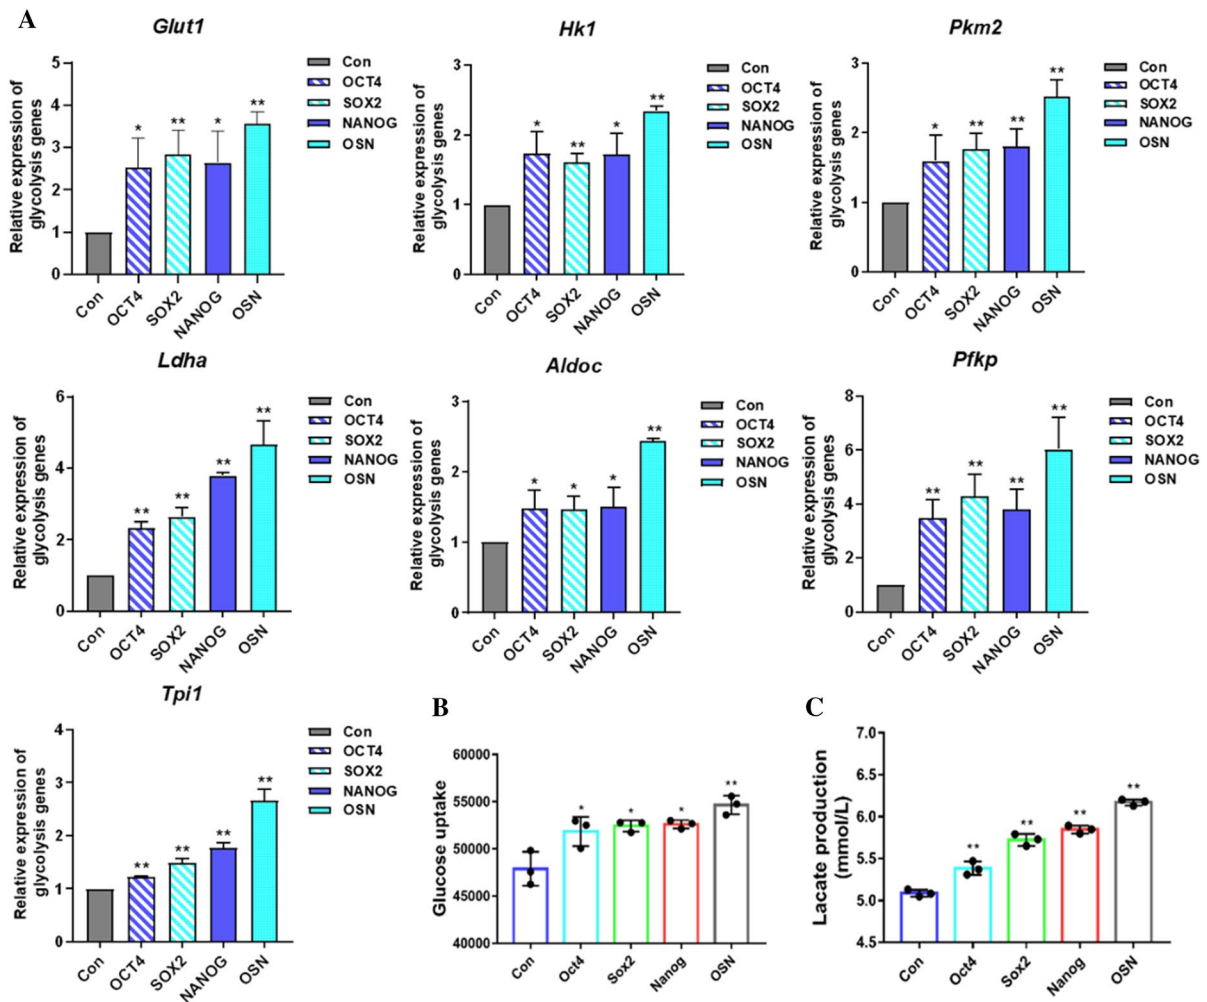 A
Glut1
Relative expression of
glycolysis genes
5
4
3
2
1
0
Con
OCT4
SOX2
NANOG
OSN
*
**
*
**
Con
OCT4
SOX2
NANOG
OSN
Hk1
Relative expression of
glycolysis genes
3
2
1
0
Con
OCT4
SOX2
NANOG
OSN
*
**
*
**
Con
OCT4
SOX2
NANOG
OSN
Pkm2
Relative expression of
glycolysis genes
3
2
1
0
Con
OCT4
SOX2
NANOG
OSN
*
**
**
**
Con
OCT4
SOX2
NANOG
OSN
Ldha
Relative expression of
glycolysis genes
6
4
2
0
Con
OCT4
SOX2
NANOG
OSN
**
**
**
**
Con
OCT4
SOX2
NANOG
OSN
Aldoc
Relative expression of
glycolysis genes
3
2
1
0
Con
OCT4
SOX2
NANOG
OSN
*
*
*
**
Con
OCT4
SOX2
NANOG
OSN
Pfkp
Relative expression of
glycolysis genes
8
6
4
2
0
Con
OCT4
SOX2
NANOG
OSN
**
**
**
**
Con
OCT4
SOX2
NANOG
OSN
Tpi1
Relative expression of
glycolysis genes
4
3
2
1
0
Con
OCT4
SOX2
NANOG
OSN
**
**
**
**
Con
OCT4
SOX2
NANOG
OSN
B
Glucose uptake
60000
55000
50000
45000
40000
*
*
*
**
Con
Oct4
Sox2
Nanog
OSN
C
Lacate production
(mmol/L)
7.0
6.5
6.0
5.5
5.0
4.5
**
**
**
**
Con
Oct4
Sox2
Nanog
OSN